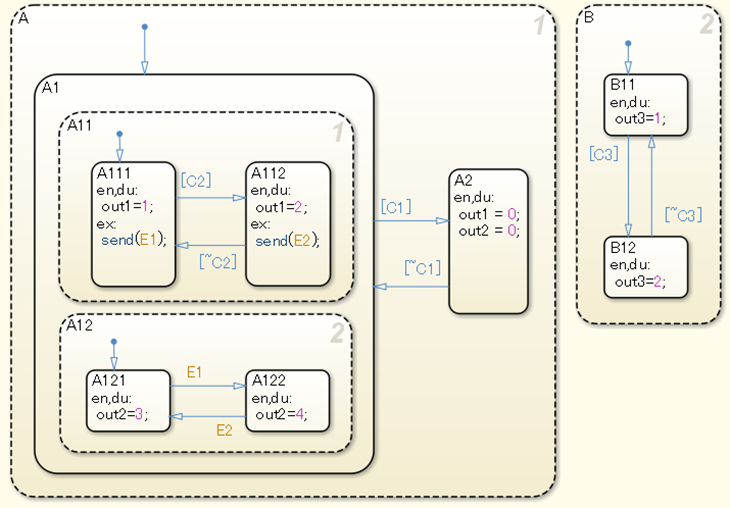 A
1
A1
A11
1
A111
en,du:
out1=1;
ex:
send(E1);
[C2]
[~C2]
A112
en,du:
out1=2;
ex:
send(E2);
A12
2
A121
en,du:
out2=3;
E1
E2
A122
en,du:
out2=4;
[C1]
[~C1]
A2
en,du:
out1 = 0;
out2 = 0;
B
2
B11
en,du:
out3=1;
[C3]
[~C3]
B12
en,du:
out3=2;